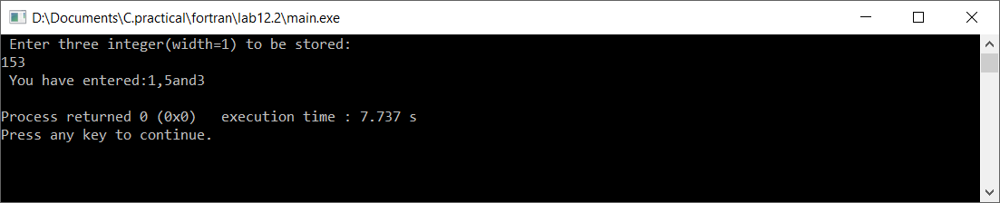 D:\Documents\C.practical\fortran\lab12.2\main.exe
Enter three integer(width=1) to be stored:
153
You have entered:1,5and3
Process returned 0 (0x0)   execution time : 7.737 s
Press any key to continue.